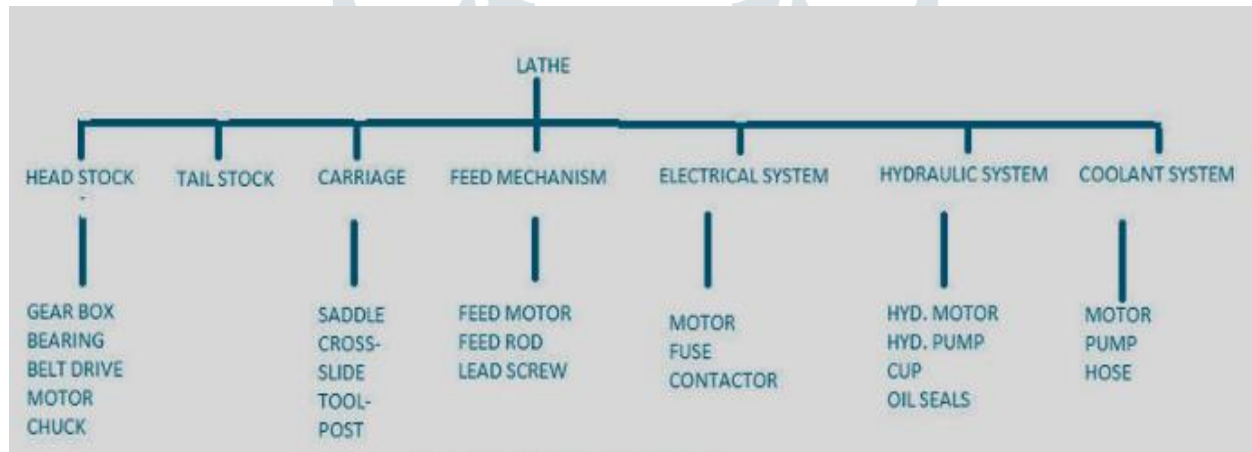 LATHE
HEAD STOCK
TAIL STOCK
CARRIAGE
FEED MECHANISM
ELECTRICAL SYSTEM
HYDRAULIC SYSTEM
COOLANT SYSTEM
GEAR BOX
BEARING
BELT DRIVE
MOTOR
CHUCK
SADDLE
CROSS-
SLIDE
TOOL-
POST
FEED MOTOR
FEED ROD
LEAD SCREW
MOTOR
FUSE
CONTACTOR
HYD. MOTOR
HYD. PUMP
CUP
OIL SEALS
MOTOR
PUMP
HOSE